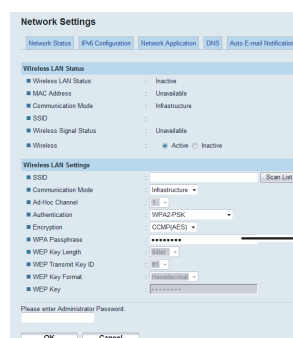 Network Settings
Network Status IPv6 Configuration Network Application DNS Auto E-mail Notification
Wireless LAN Status
Wireless LAN Status : Inactive
MAC Address : Unavailable
Communication Mode : Infrastructure
SSID :
Wireless Signal Status : Unavailable
Wireless : Active Inactive
Wireless LAN Settings
SSID : Scan List
Communication Mode : Infrastructure
Ad-Hoc Channel : 1
Authentication : WPA2-PSK
Encryption : CCMP(AES)
WPA Passphrase : ••••••••
WEP Key Length : 64bit
WEP Transmit Key ID : #1
WEP Key Format : Hexadecimal
WEP Key :
Please enter Administrator Password.
OK Cancel